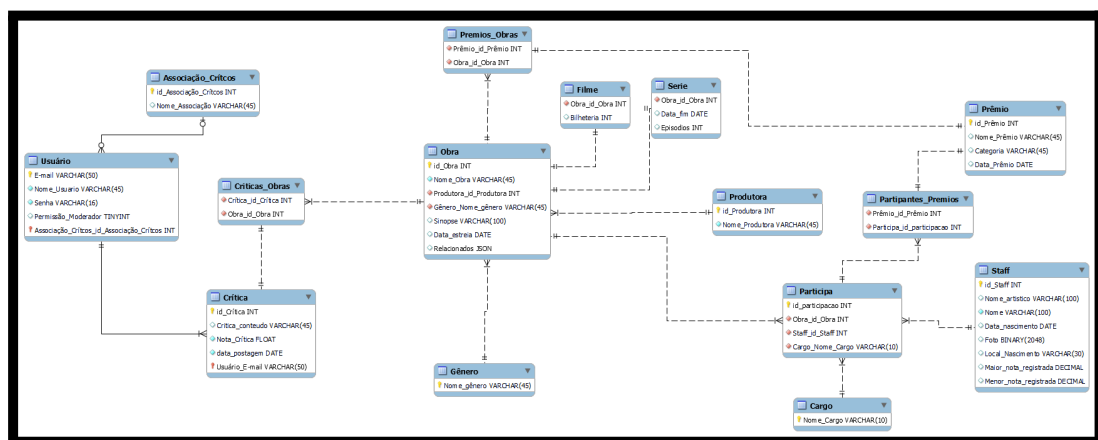 Premios_Obras
Prêmio_id_Prêmio INT
Obra_id_Obra INT
Associação_Crítcos
id_Associação_Crítcos INT
Nome_Associação VARCHAR(45)
Filme
Obra_id_Obra INT
Bilheteria INT
Serie
Obra_id_Obra INT
Data_fim DATE
Episodios INT
Prêmio
id_Prêmio INT
Nome_Prêmio VARCHAR(45)
Categoria VARCHAR(45)
Data_Prêmio DATE
Usuário
E-mail VARCHAR(50)
Nome_Usuario VARCHAR(45)
Senha VARCHAR(16)
Permissão_Moderador TINYINT
Associação_Crítcos_id_Associação_Crítcos INT
Criticas_Obras
Crítica_id_Crítica INT
Obra_id_Obra INT
Obra
id_Obra INT
Nome_Obra VARCHAR(45)
Produtora_id_Produtora INT
Gênero_Nome_gênero VARCHAR(45)
Sinopse VARCHAR(100)
Data_estreia DATE
Relacionados JSON
Produtora
id_Produtora INT
Nome_Produtora VARCHAR(45)
Partipantes_Premios
Prêmio_id_Prêmio INT
Participa_id_participacao INT
Crítica
id_Crítica INT
Critica_conteudo VARCHAR(45)
Nota_Crítica FLOAT
data_postagem DATE
Usuário_E-mail VARCHAR(50)
Participa
id_participacao INT
Obra_id_Obra INT
Staff_id_Staff INT
Cargo_Nome_Cargo VARCHAR(10)
Staff
id_Staff INT
Nome_artistico VARCHAR(100)
Nome VARCHAR(100)
Data_nascimento DATE
Foto BINARY(2048)
Local_Nascimento VARCHAR(30)
Maior_nota_registrada DECIMAL
Menor_nota_registrada DECIMAL
Gênero
Nome_gênero VARCHAR(45)
Cargo
Nome_Cargo VARCHAR(10)